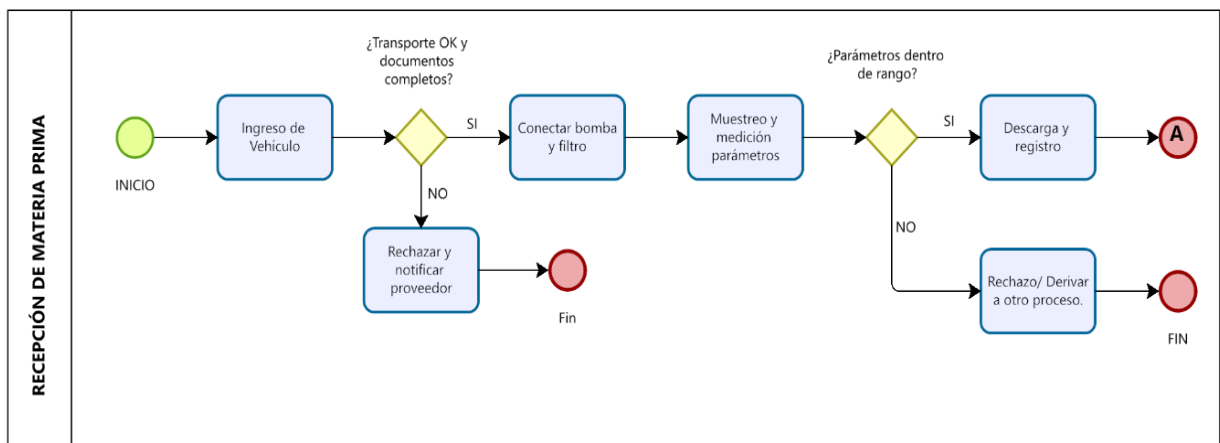 RECEPCIÓN DE MATERIA PRIMA
INICIO
Ingreso de
Vehículo
¿Transporte OK y
documentos
completos?
SI
NO
Rechazar y
notificar
proveedor
Fin
Conectar bomba
y filtro
Muestreo y
medición
parámetros
¿Parámetros dentro
de rango?
SI
NO
Descarga y
registro
A
Rechazo/ Derivar
a otro proceso.
FIN